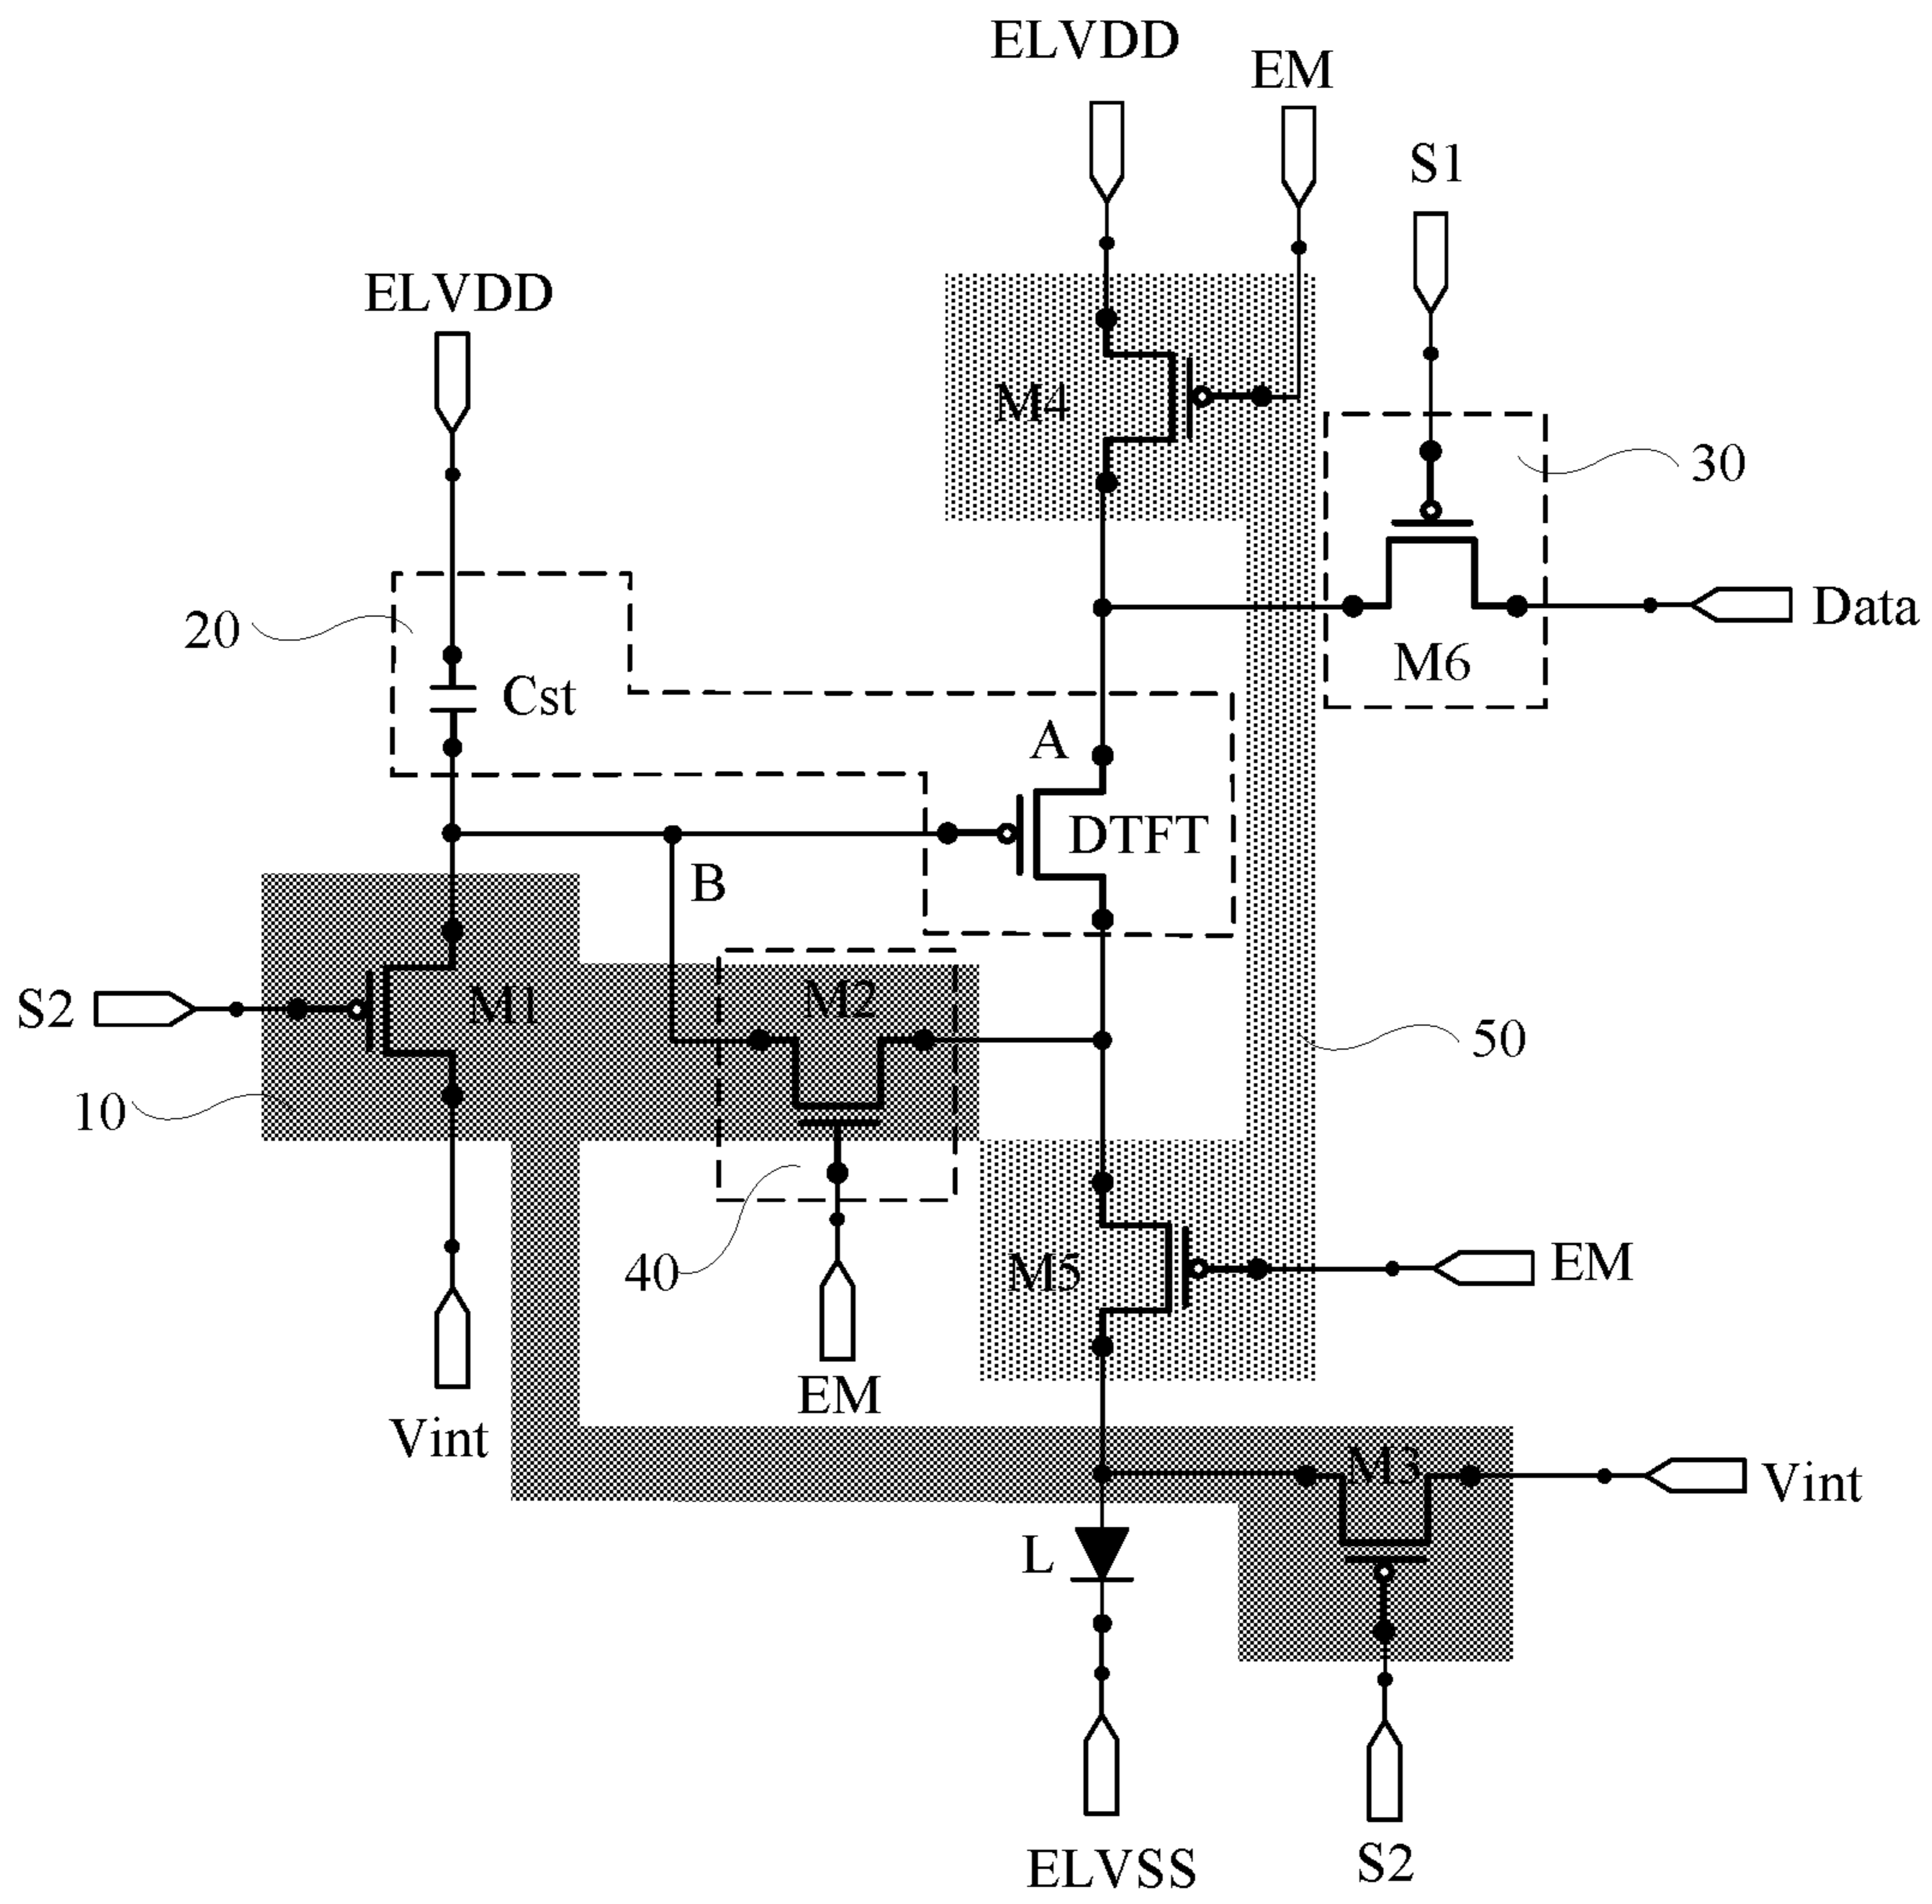 ELVDD
EM
S1
ELVDD
M4
30
20
Cst
Data
M6
A
DTFT
B
S2
M1
M2
50
10
40
M5
EM
EM
Vint
M3
Vint
L
ELVSS
S2